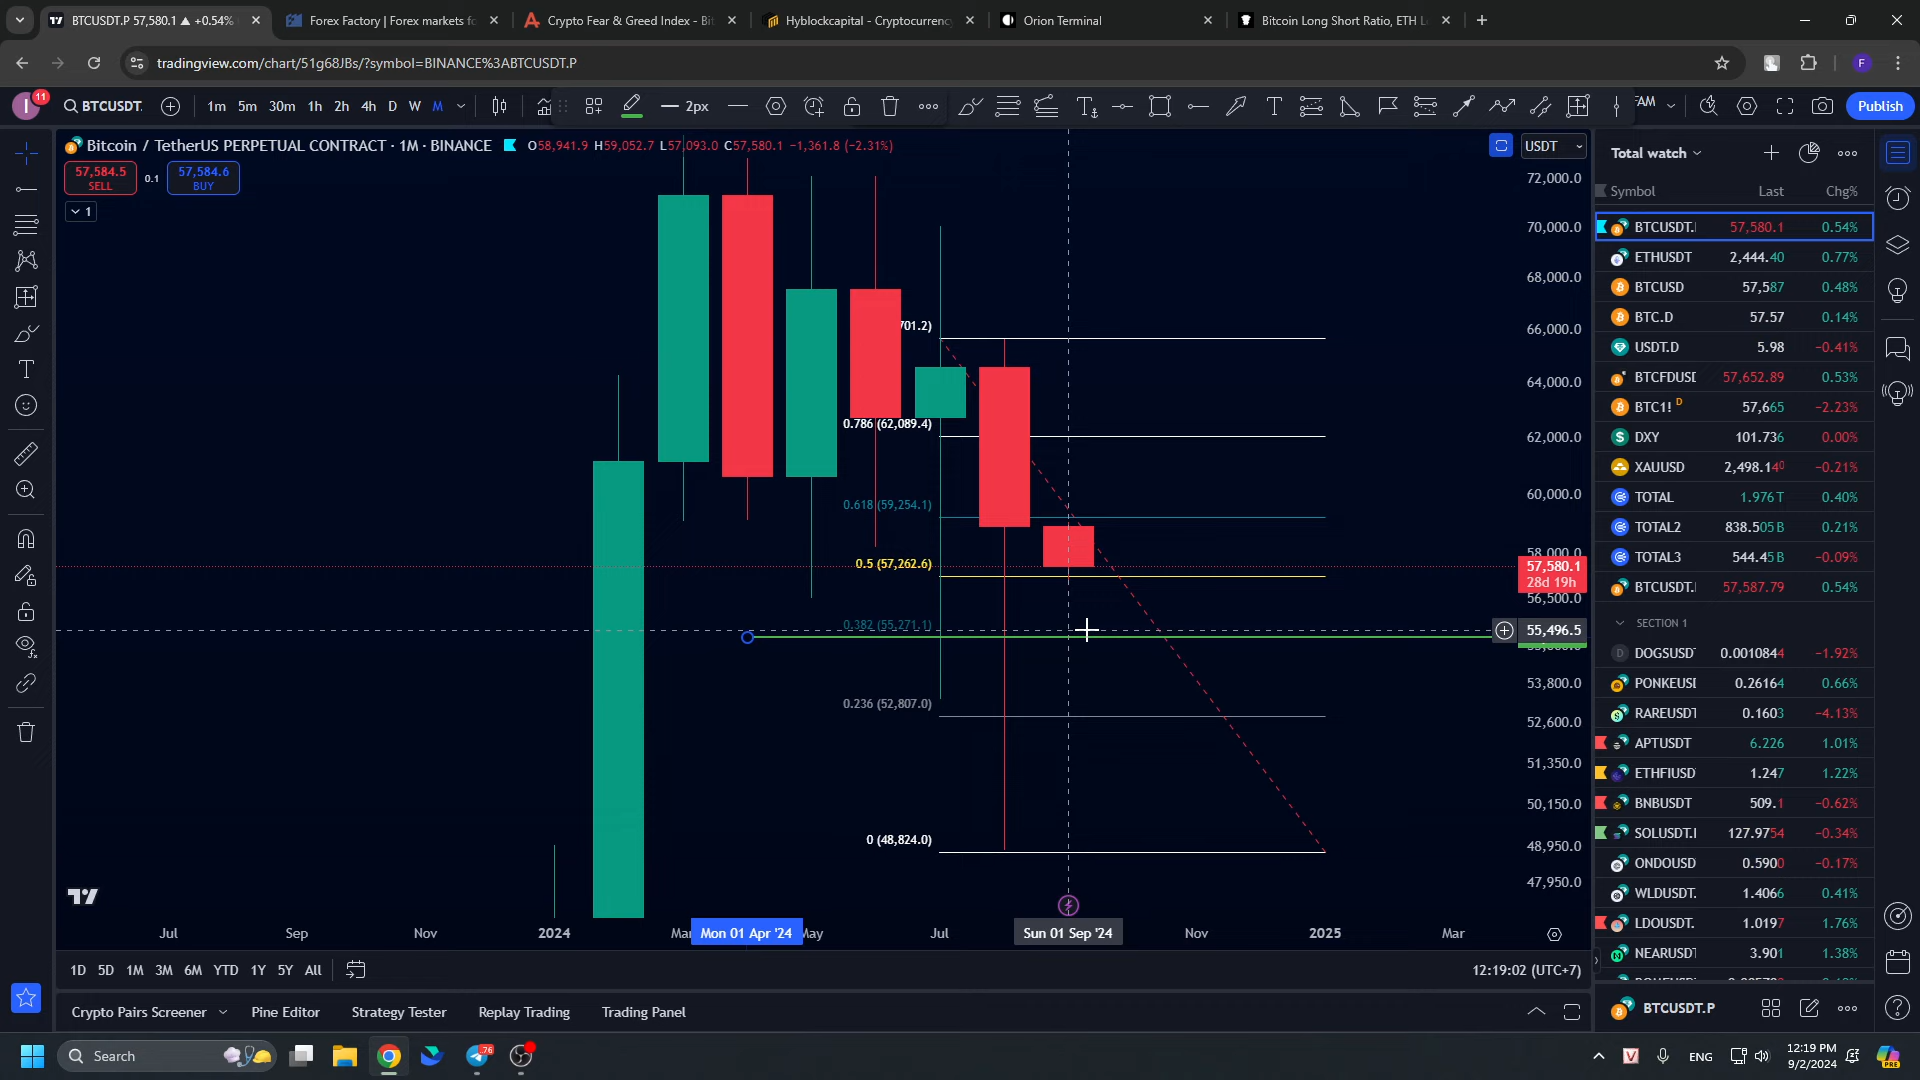 BTCUSDT.P 57,580.1 ▲ +0.54%
Forex Factory | Forex markets fo
Crypto Fear & Greed Index - Bit
Hyblockcapital - Cryptocurrency
Orion Terminal
Bitcoin Long Short Ratio, ETH Lo
tradingview.com/chart/51g68JBs/?symbol=BINANCE%3ABTCUSDT.P
F
I
11
BTCUSDT.
1m 5m 30m 1h 2h 4h D W M
2px
Publish
Bitcoin / TetherUS PERPETUAL CONTRACT · 1M · BINANCE O58,941.9 H59,052.7 L57,093.0 C57,580.1 −1,361.8 (−2.31%)
57,584.5
SELL
0.1
57,584.6
BUY
1
USDT
72,000.0
70,000.0
68,000.0
66,000.0
64,000.0
62,000.0
60,000.0
58,000.0
57,580.1
28d 19h
56,500.0
55,496.5
53,800.0
52,600.0
51,350.0
50,150.0
48,950.0
47,950.0
701.2)
0.786 (62,089.4)
0.618 (59,254.1)
0.5 (57,262.6)
0.382 (55,271.1)
0.236 (52,807.0)
0 (48,824.0)
Jul Sep Nov 2024 Mar Mon 01 Apr '24 May Jul Sun 01 Sep '24 Nov 2025 Mar
1D 5D 1M 3M 6M YTD 1Y 5Y All
12:19:02 (UTC+7)
Crypto Pairs Screener Pine Editor Strategy Tester Replay Trading Trading Panel
Total watch
Symbol Last Chg%
BTCUSDT.I 57,580.1 0.54%
ETHUSDT 2,444.40 0.77%
BTCUSD 57,587 0.48%
BTC.D 57.57 0.14%
USDT.D 5.98 −0.41%
BTCFDUSD 57,652.89 0.53%
BTC1! D 57,665 −2.23%
DXY 101.736 0.00%
XAUUSD 2,498.140 −0.21%
TOTAL 1.976 T 0.40%
TOTAL2 838.505 B 0.21%
TOTAL3 544.45 B −0.09%
BTCUSDT.I 57,587.79 0.54%
SECTION 1
DOGSUSDT 0.0010844 −1.92%
PONKEUSI 0.26164 0.66%
RAREUSDT 0.1603 −4.13%
APTUSDT 6.226 1.01%
ETHFIUSD 1.247 1.22%
BNBUSDT 509.1 −0.62%
SOLUSDT.I 127.9754 −0.34%
ONDOUSD 0.5900 −0.17%
WLDUSDT. 1.4066 0.41%
LDOUSDT. 1.0197 1.76%
NEARUSDT 3.901 1.38%
BTCUSDT.P
Search
76
ENG
12:19 PM
9/2/2024
PRE